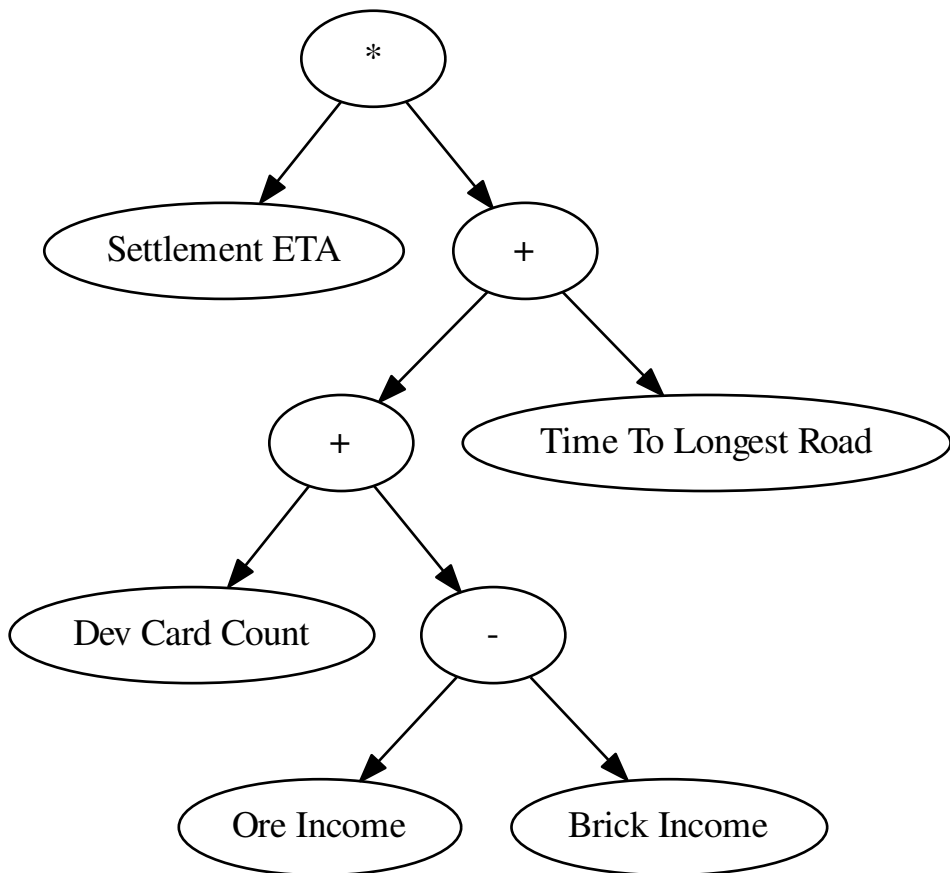 *
Settlement ETA
+
+
Time To Longest Road
Dev Card Count
-
Ore Income
Brick Income